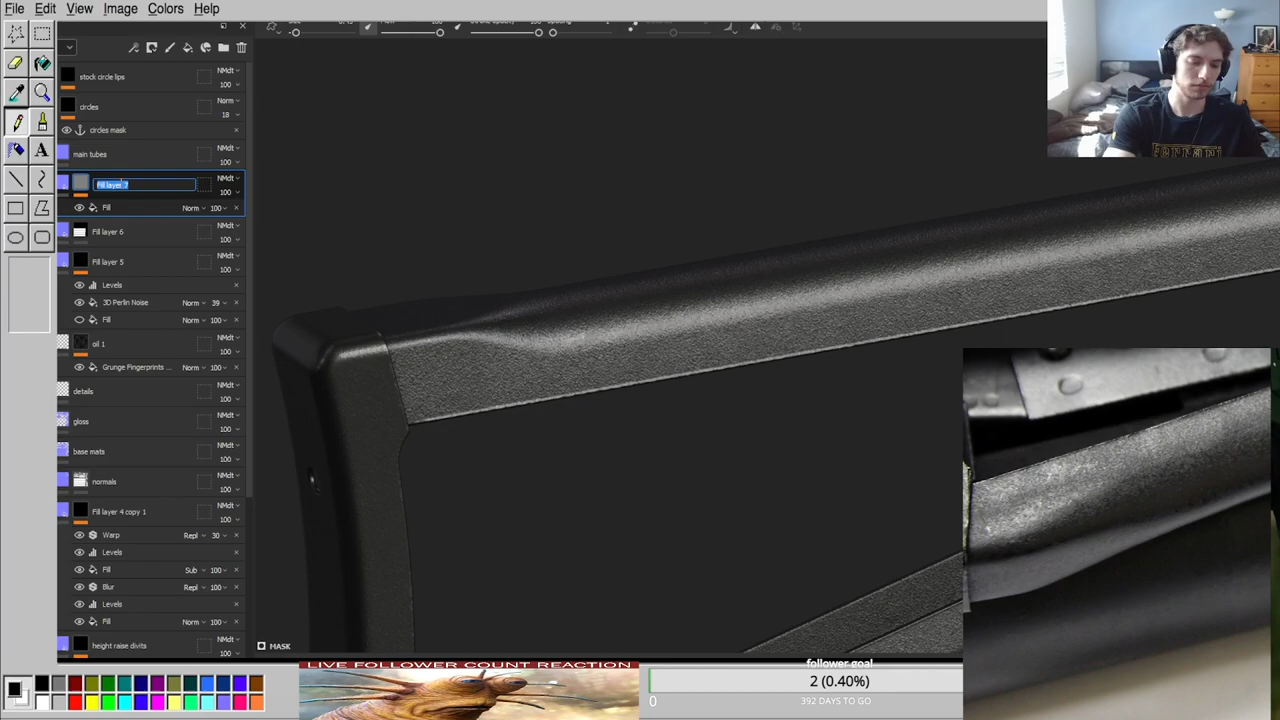 File Edit View Image Colors Help
stock circle lips NMdt 100
circles Norm 18
circles mask
main tubes NMdt 100
Fill layer 7 NMdt 100
Fill Norm 100
Fill layer 6 NMdt 100
Fill layer 5 NMdt 100
Levels
3D Perlin Noise Norm 39
Fill Norm 100
oil 1 NMdt 100
Grunge Fingerprints ... Norm 100
details NMdt 100
gloss NMdt 100
base mats NMdt 100
normals NMdt 100
Fill layer 4 copy 1 NMdt 100
Warp Repl 30
Levels
Fill Sub 100
Blur Repl 100
Levels
Fill Norm 100
height raise divits NMdt 100
MASK
LIVE FOLLOWER COUNT REACTION
follower goal
2 (0.40%)
0
392 DAYS TO GO